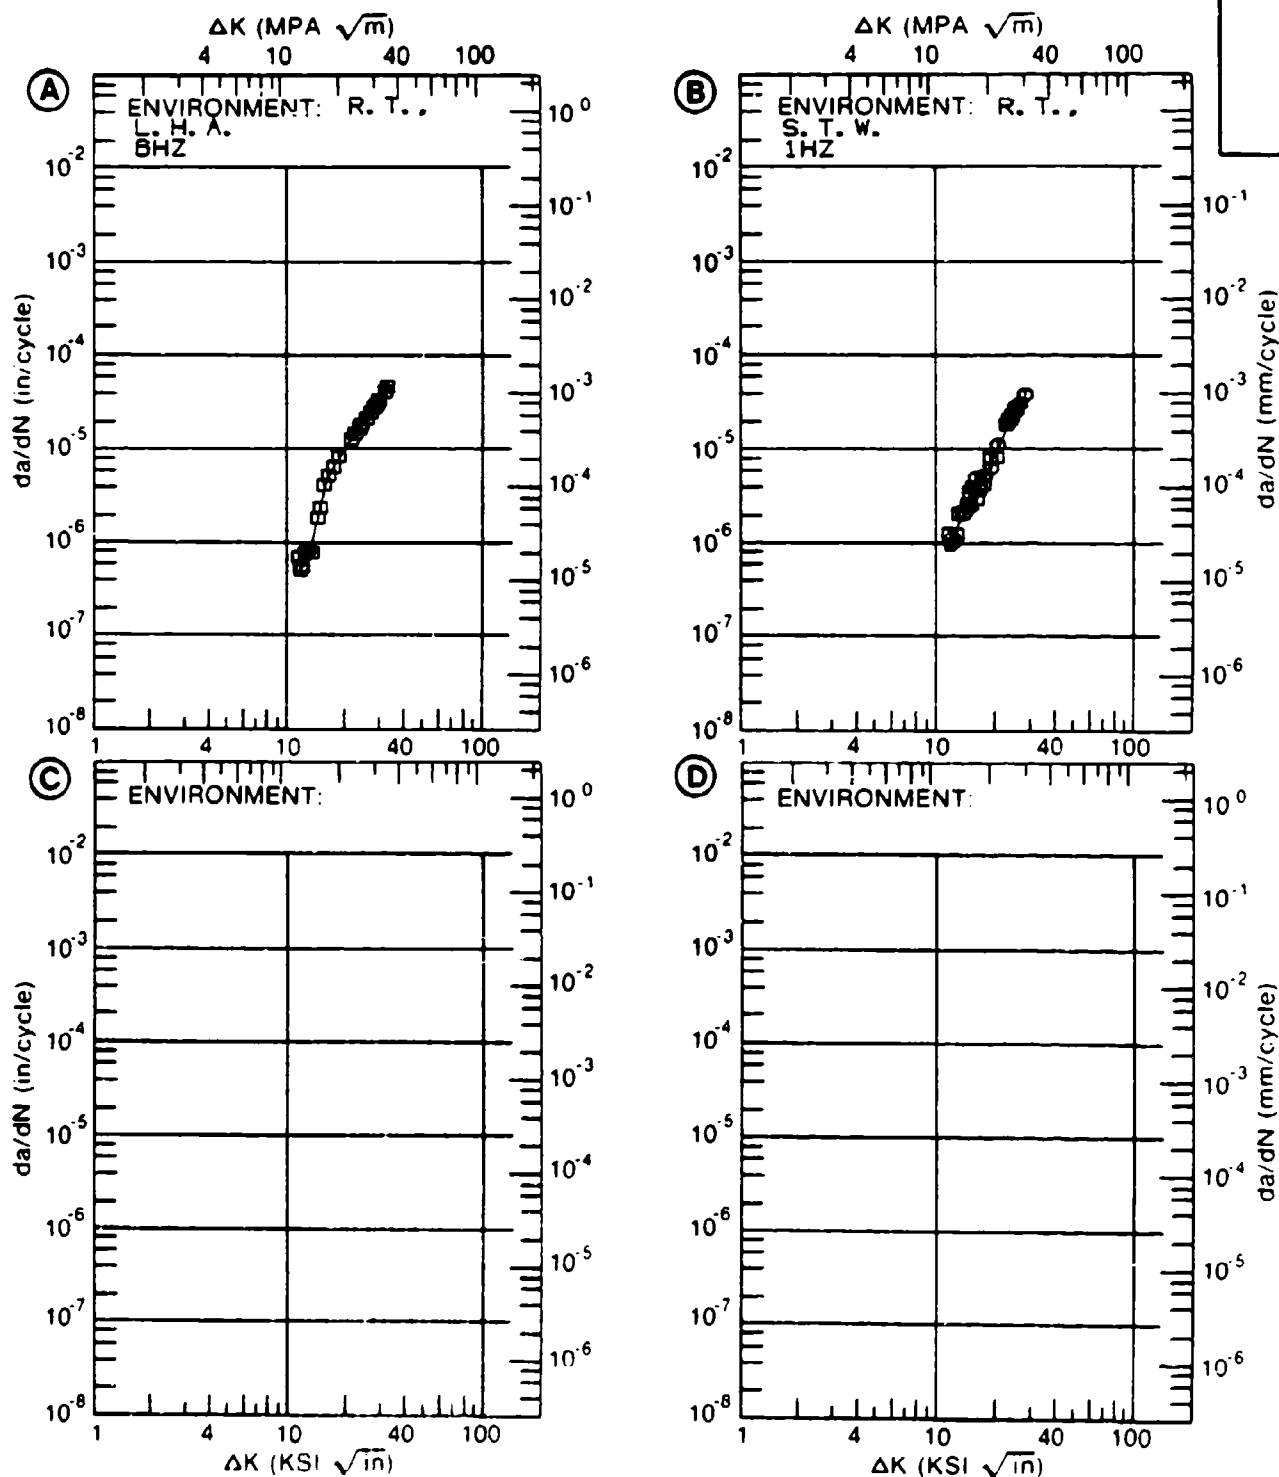 ΔK (MPA √m)
4 10 40 100
A
ENVIRONMENT: R. T.,
L. H. A.
6HZ
10^0
10^-2
10^-1
10^-3
10^-2
10^-4
10^-3
10^-5
10^-4
10^-6
10^-5
10^-7
10^-6
10^-8
1 4 10 40 100
da/dN (in/cycle)
ΔK (MPA √m)
4 10 40 100
B
ENVIRONMENT: R. T.,
S. T. W.
1HZ
10^-2
10^-1
10^-3
10^-2
10^-4
10^-3
10^-5
10^-4
10^-6
10^-5
10^-7
10^-6
10^-8
1 4 10 40 100
da/dN (mm/cycle)
C
ENVIRONMENT:
10^0
10^-2
10^-1
10^-3
10^-2
10^-4
10^-3
10^-5
10^-4
10^-6
10^-5
10^-7
10^-6
10^-8
1 4 10 40 100
da/dN (in/cycle)
ΔK (KSI √in)
D
ENVIRONMENT:
10^0
10^-2
10^-1
10^-3
10^-2
10^-4
10^-3
10^-5
10^-4
10^-6
10^-5
10^-7
10^-6
10^-8
1 4 10 40 100
da/dN (mm/cycle)
ΔK (KSI √in)